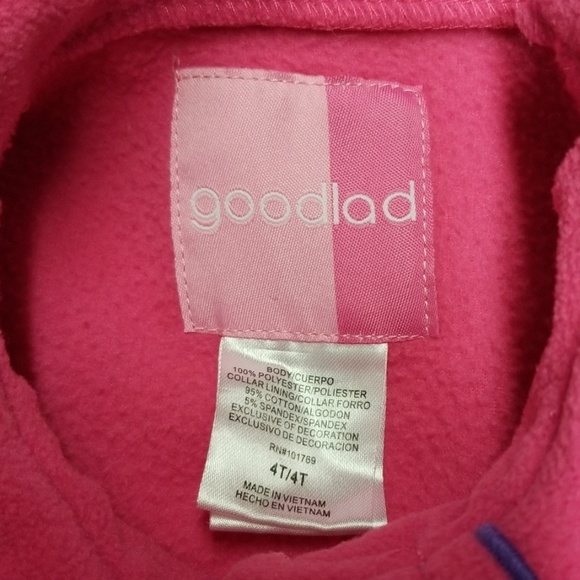 goodlad
BODY/CUERPO
100% POLYESTER/POLIESTER
COLLAR LINING/COLLAR FORRO
95% COTTON/ALGODON
5% SPANDEX/SPANDEX
EXCLUSIVE OF DECORATION
EXCLUSIVO DE DECORACION
RN#101769
4T/4T
MADE IN VIETNAM
HECHO EN VIETNAM